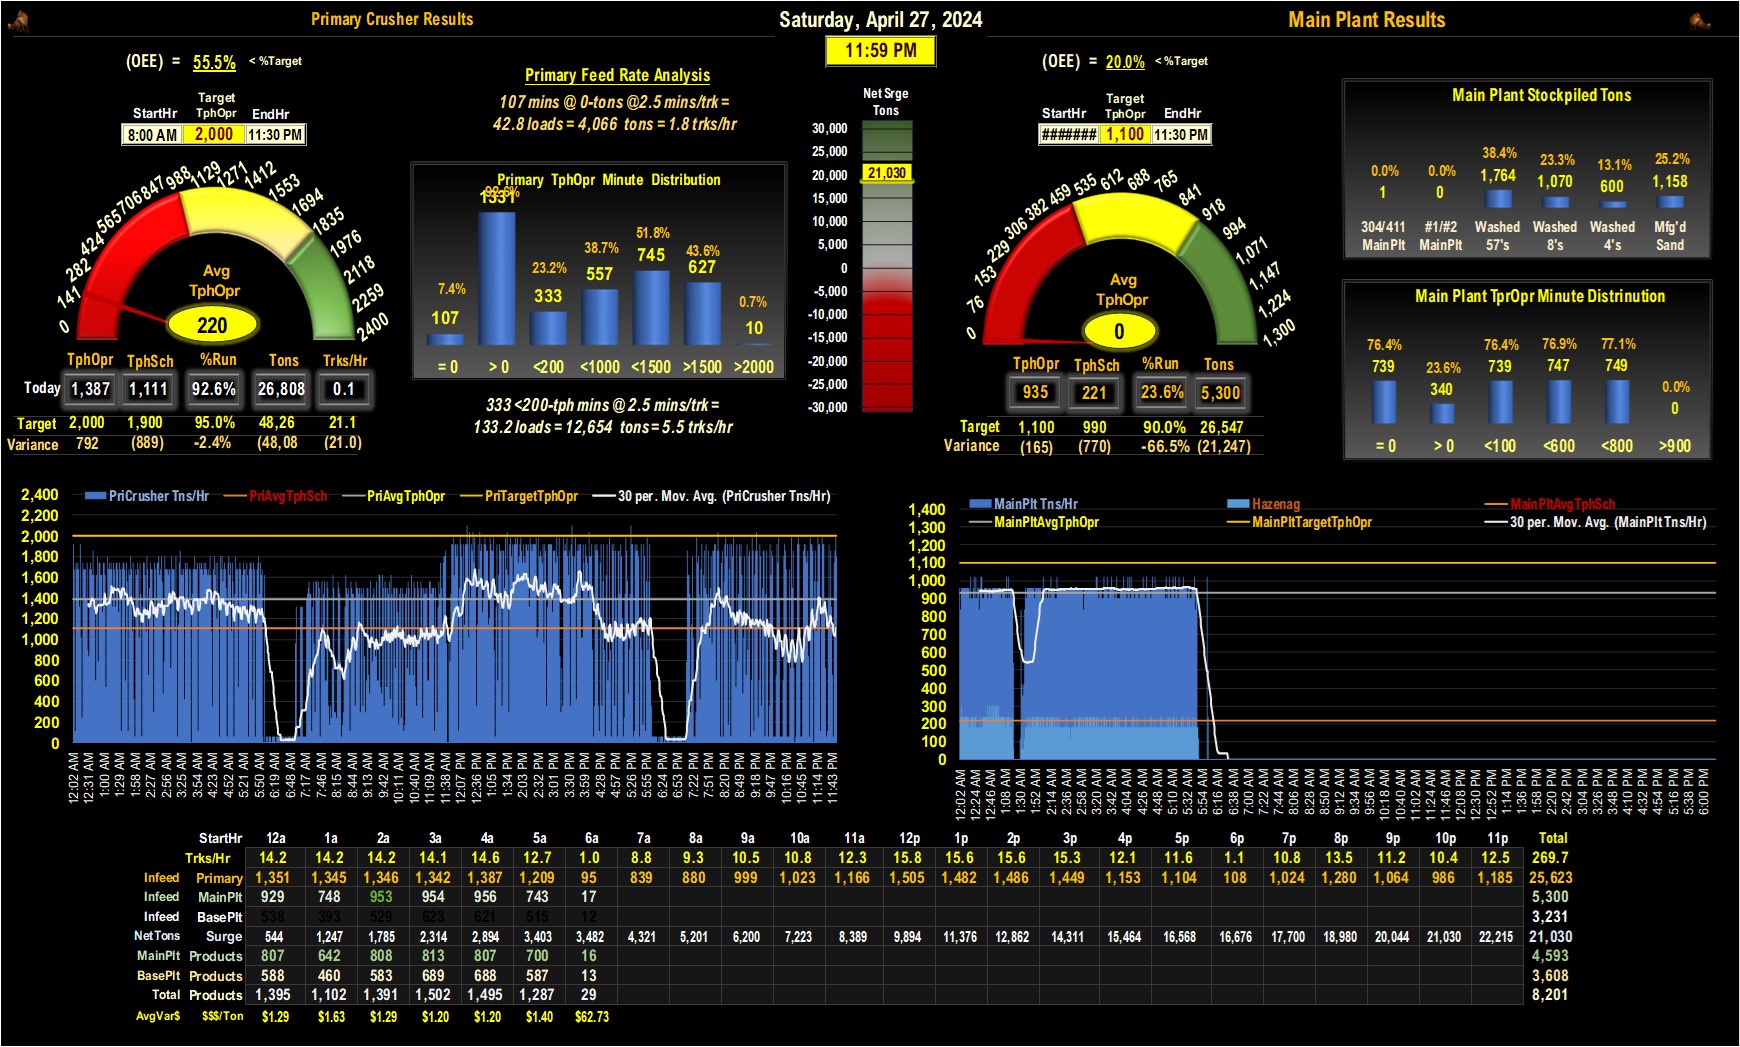 Primary Crusher Results
Saturday, April 27, 2024
Main Plant Results
11:59 PM
(OEE) = 55.5% < %Target
StartHr Target TphOpr EndHr
8:00 AM 2,000 11:30 PM
Primary Feed Rate Analysis
107 mins @ 0-tons @2.5 mins/trk =
42.8 loads = 4,066 tons = 1.8 trks/hr
0 141 282 424 565 706 847 988 1129 1271 1412 1553 1694 1835 1976 2118 2259 2400
Avg
TphOpr
220
TphOpr TphSch %Run Tons Trks/Hr
Today 1,387 1,111 92.6% 26,808 0.1
Target 2,000 1,900 95.0% 48,26 21.1
Variance 792 (889) -2.4% (48,08 (21.0)
Primary TphOpr Minute Distribution
7.4% 23.2% 38.7% 51.8% 43.6% 0.7%
107 1331 333 557 745 627 10
= 0 > 0 <200 <1000 <1500 >1500 >2000
333 <200-tph mins @ 2.5 mins/trk =
133.2 loads = 12,654 tons = 5.5 trks/hr
Net Srge
Tons
30,000
25,000
21,030
20,000
15,000
10,000
5,000
0
-5,000
-10,000
-15,000
-20,000
-25,000
-30,000
(OEE) = 20.0% < %Target
StartHr Target TphOpr EndHr
####### 1,100 11:30 PM
0 76 153 229 306 382 459 535 612 688 765 841 918 994 1,071 1,147 1,224 1,300
Avg
TphOpr
0
TphOpr TphSch %Run Tons
935 221 23.6% 5,300
Target 1,100 990 90.0% 26,547
Variance (165) (770) -66.5% (21,247)
Main Plant Stockpiled Tons
0.0% 0.0% 38.4% 23.3% 13.1% 25.2%
1 0 1,764 1,070 600 1,158
304/411 #1/#2 Washed Washed Washed Mfg'd
MainPlt MainPlt 57's 8's 4's Sand
Main Plant TprOpr Minute Distrinution
76.4% 23.6% 76.4% 76.9% 77.1% 0.0%
739 340 739 747 749 0
= 0 > 0 <100 <600 <800 >900
PriCrusher Tns/Hr PriAvgTphSch PriAvgTphOpr PriTargetTphOpr 30 per. Mov. Avg. (PriCrusher Tns/Hr)
2,400
2,200
2,000
1,800
1,600
1,400
1,200
1,000
800
600
400
200
0
12:02 AM 12:31 AM 1:00 AM 1:29 AM 1:58 AM 2:27 AM 2:56 AM 3:25 AM 3:54 AM 4:23 AM 4:52 AM 5:21 AM 5:50 AM 6:19 AM 6:48 AM 7:17 AM 7:46 AM 8:15 AM 8:44 AM 9:13 AM 9:42 AM 10:11 AM 10:40 AM 11:09 AM 11:38 AM 12:07 PM 12:36 PM 1:05 PM 1:34 PM 2:03 PM 2:32 PM 3:01 PM 3:30 PM 3:59 PM 4:28 PM 4:57 PM 5:26 PM 5:55 PM 6:24 PM 6:53 PM 7:22 PM 7:51 PM 8:20 PM 8:49 PM 9:18 PM 9:47 PM 10:16 PM 10:45 PM 11:14 PM 11:43 PM
MainPlt Tns/Hr Hazenag MainPltAvgTphSch
MainPltAvgTphOpr MainPltTargetTphOpr 30 per. Mov. Avg. (MainPlt Tns/Hr)
1,400
1,300
1,200
1,100
1,000
900
800
700
600
500
400
300
200
100
0
12:02 AM 12:24 AM 12:46 AM 1:08 AM 1:30 AM 1:52 AM 2:14 AM 2:36 AM 2:58 AM 3:20 AM 3:42 AM 4:04 AM 4:26 AM 4:48 AM 5:10 AM 5:32 AM 5:54 AM 6:16 AM 6:38 AM 7:00 AM 7:22 AM 7:44 AM 8:06 AM 8:28 AM 8:50 AM 9:12 AM 9:34 AM 9:56 AM 10:18 AM 10:40 AM 11:02 AM 11:24 AM 11:46 AM 12:08 PM 12:30 PM 12:52 PM 1:14 PM 1:36 PM 1:58 PM 2:20 PM 2:42 PM 3:04 PM 3:26 PM 3:48 PM 4:10 PM 4:32 PM 4:54 PM 5:16 PM 5:38 PM 6:00 PM
StartHr 12a 1a 2a 3a 4a 5a 6a 7a 8a 9a 10a 11a 12p 1p 2p 3p 4p 5p 6p 7p 8p 9p 10p 11p Total
Trks/Hr 14.2 14.2 14.2 14.1 14.6 12.7 1.0 8.8 9.3 10.5 10.8 12.3 15.8 15.6 15.6 15.3 12.1 11.6 1.1 10.8 13.5 11.2 10.4 12.5 269.7
Infeed Primary 1,351 1,345 1,346 1,342 1,387 1,209 95 839 880 999 1,023 1,166 1,505 1,482 1,486 1,449 1,153 1,104 108 1,024 1,280 1,064 986 1,185 25,623
Infeed MainPlt 929 748 953 954 956 743 17 5,300
Infeed BasePlt 538 393 529 623 621 515 12 3,231
NetTons Surge 544 1,247 1,785 2,314 2,894 3,403 3,482 4,321 5,201 6,200 7,223 8,389 9,894 11,376 12,862 14,311 15,464 16,568 16,676 17,700 18,980 20,044 21,030 22,215 21,030
MainPlt Products 807 642 808 813 807 700 16 4,593
BasePlt Products 588 460 583 689 688 587 13 3,608
Total Products 1,395 1,102 1,391 1,502 1,495 1,287 29 8,201
AvgVar$ $$$/Ton $1.29 $1.63 $1.29 $1.20 $1.20 $1.40 $62.73